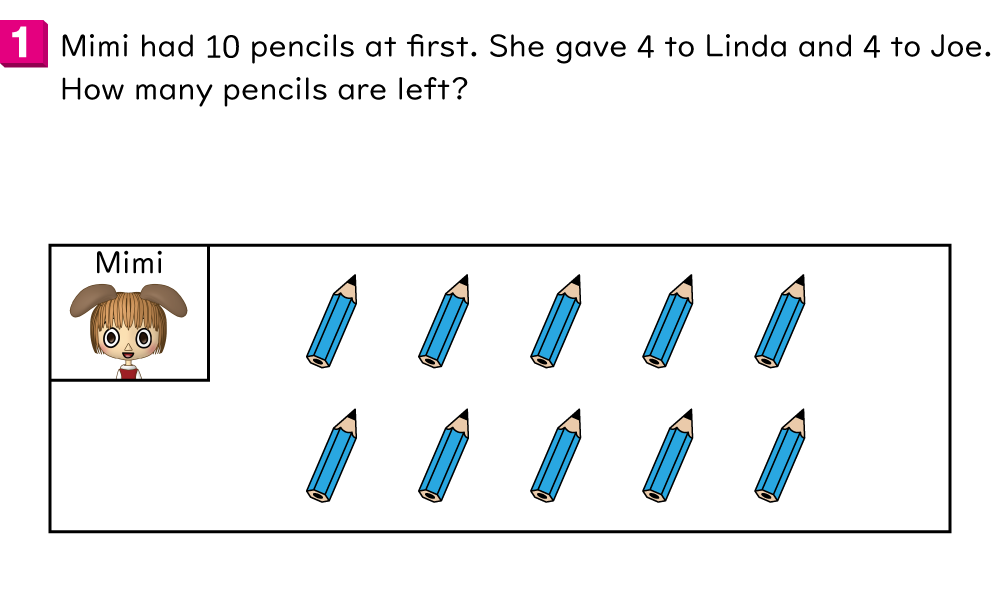 1 Mimi had 10 pencils at first. She gave 4 to Linda and 4 to Joe.
How many pencils are left?
Mimi